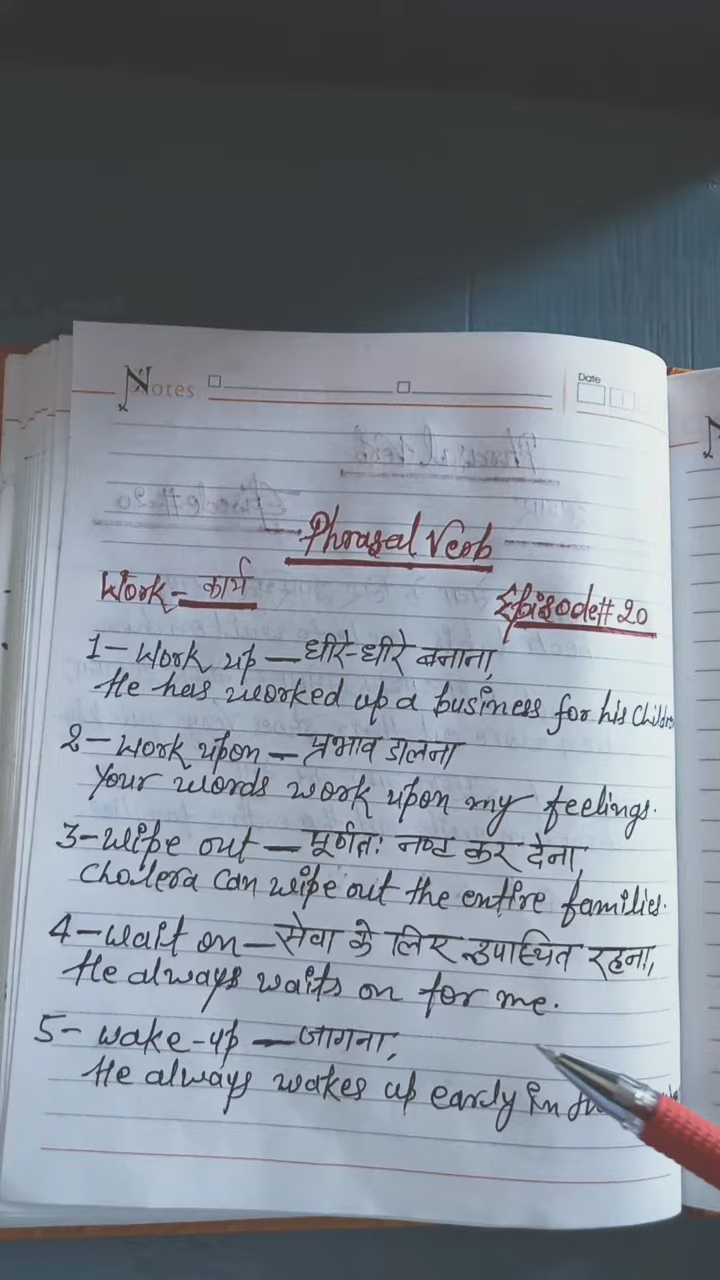 Notes
Date
Phrasal Verb
Work - कार्य
Episode # 20
1- Work up — धीरे-धीरे बनाना,
He has worked up a business for his Children
2- Work upon — प्रभाव डालना
Your words work upon my feelings.
3- Wipe out — पूर्णतः नष्ट कर देना,
Cholera can wipe out the entire families.
4- Wait on — सेवा के लिए उपस्थित रहना,
He always waits on for me.
5- Wake-up — जागना,
He always wakes up early in